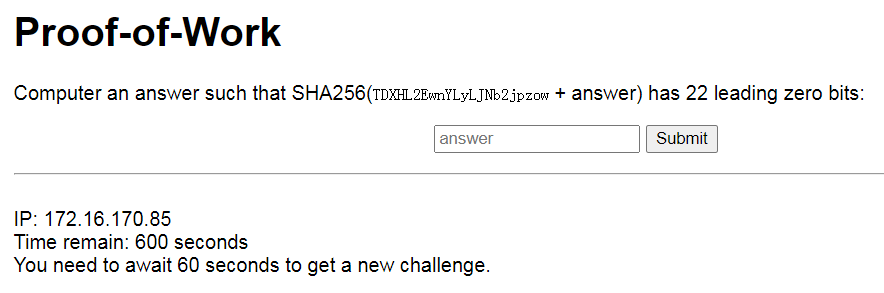 Proof-of-Work
Computer an answer such that SHA256(TDXHL2EwnYLyLJNb2jpzow + answer) has 22 leading zero bits:
answer Submit
IP: 172.16.170.85
Time remain: 600 seconds
You need to await 60 seconds to get a new challenge.